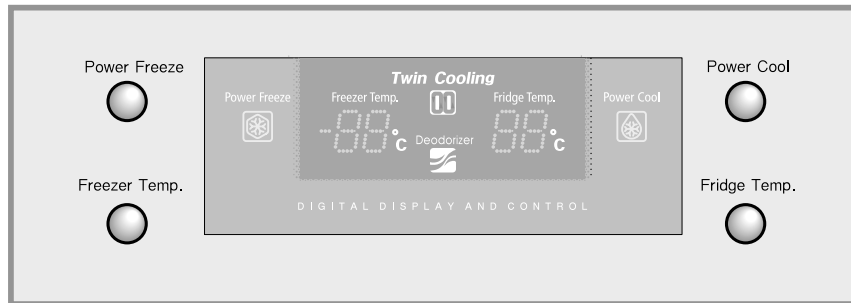 Power Freeze
Power Cool
Twin Cooling
Power Freeze
Freezer Temp.
Fridge Temp.
Power Cool
-88°C
88°C
Deodorizer
Freezer Temp.
Fridge Temp.
DIGITAL DISPLAY AND CONTROL